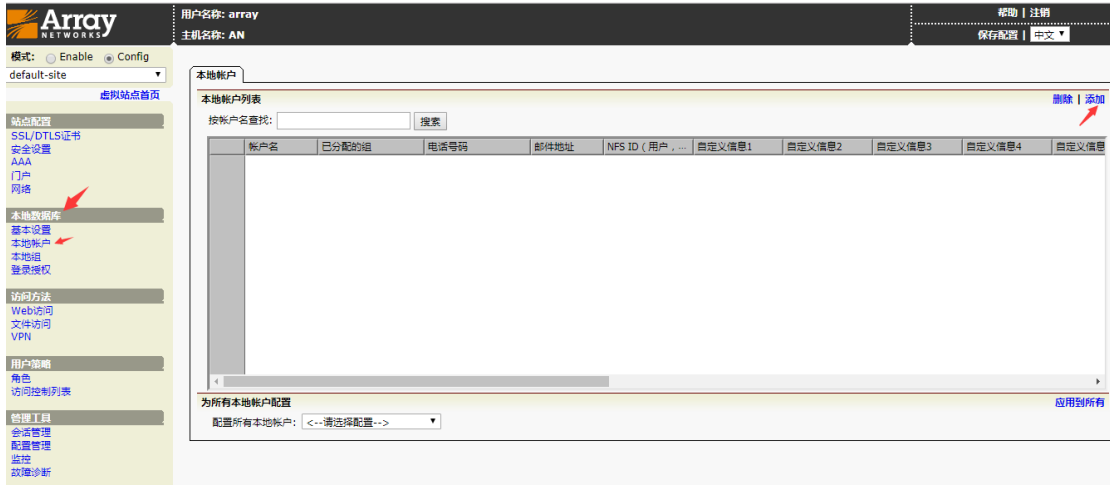 Array
NETWORKS
用户名称: array
主机名称: AN
帮助 | 注销
保存配置 | 中文
模式: Enable Config
default-site
虚拟站点首页
站点配置
SSL/DTLS证书
安全设置
AAA
门户
网络
本地数据库
基本设置
本地帐户
本地组
登录授权
访问方法
Web访问
文件访问
VPN
用户策略
角色
访问控制列表
管理工具
会话管理
配置管理
监控
故障诊断
本地帐户
本地帐户列表
删除 | 添加
按帐户名查找: 搜索
帐户名 已分配的组 电话号码 邮件地址 NFS ID ( 用户 , ... 自定义信息1 自定义信息2 自定义信息3 自定义信息4 自定义信息
为所有本地帐户配置
应用到所有
配置所有本地帐户: <--请选择配置-->